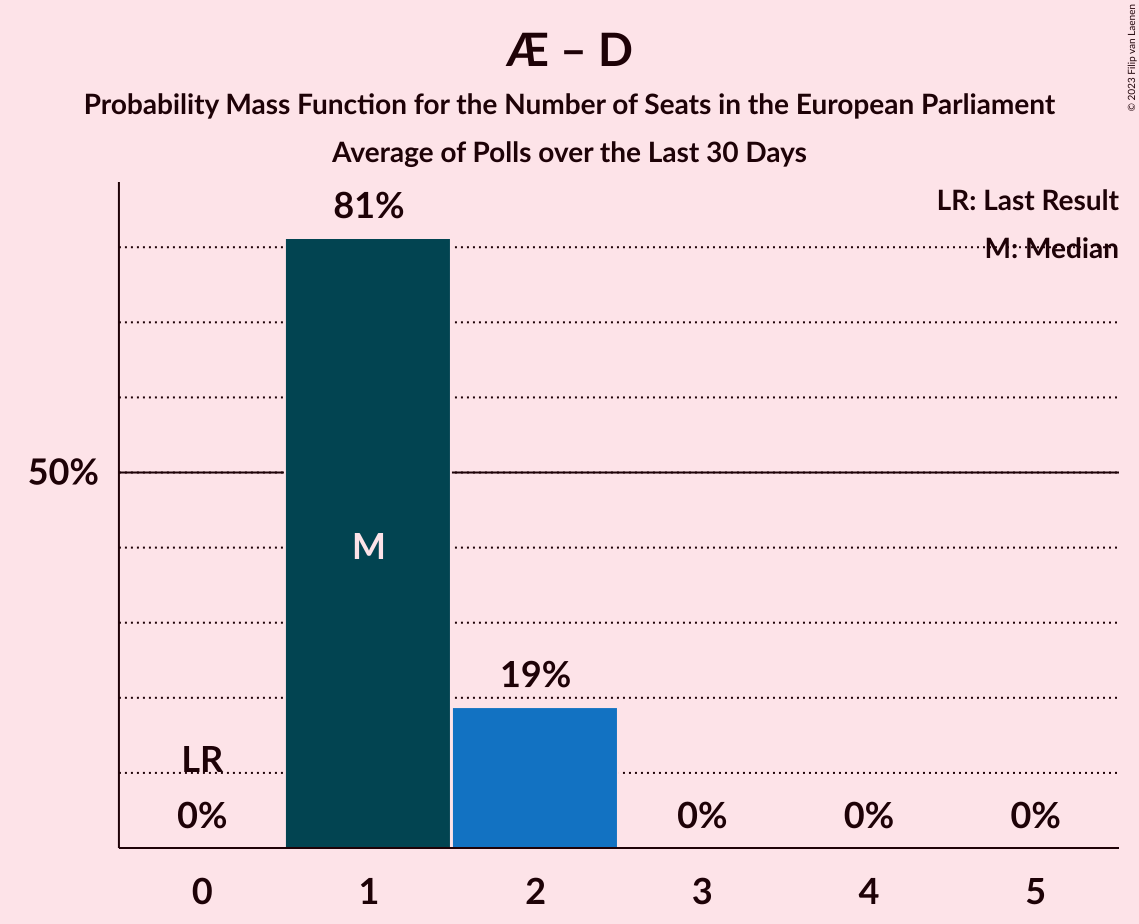 Æ – D
Probability Mass Function for the Number of Seats in the European Parliament
Average of Polls over the Last 30 Days
© 2023 Filip van Laenen
LR: Last Result
M: Median
81%
50%
M
19%
LR
0%
0%
0%
0%
0
1
2
3
4
5